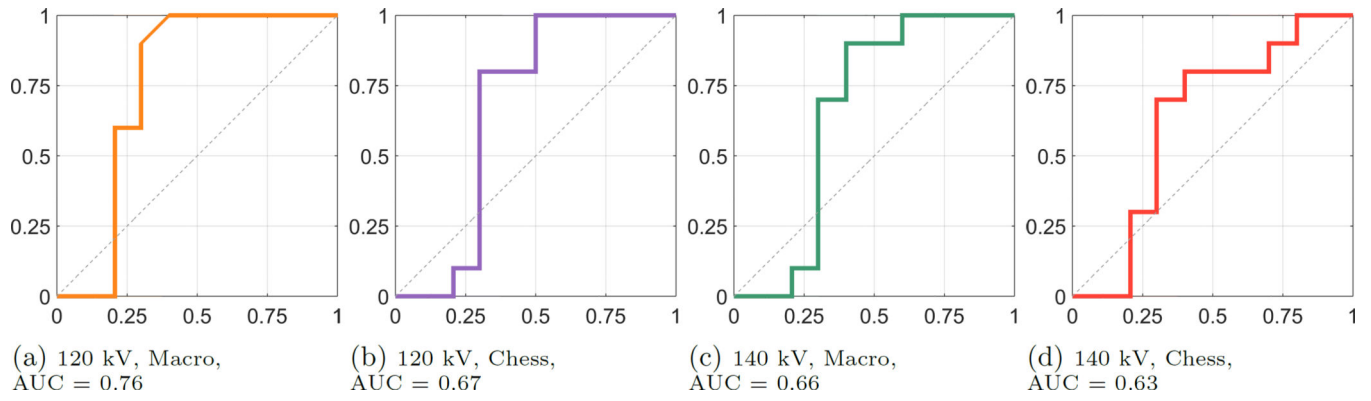 1 1 1 1
0.75 0.75 0.75 0.75
0.5 0.5 0.5 0.5
0.25 0.25 0.25 0.25
0 0 0 0
0 0.25 0.5 0.75 1 0 0.25 0.5 0.75 1 0 0.25 0.5 0.75 1 0 0.25 0.5 0.75 1
(a) 120 kV, Macro,
AUC = 0.76
(b) 120 kV, Chess,
AUC = 0.67
(c) 140 kV, Macro,
AUC = 0.66
(d) 140 kV, Chess,
AUC = 0.63